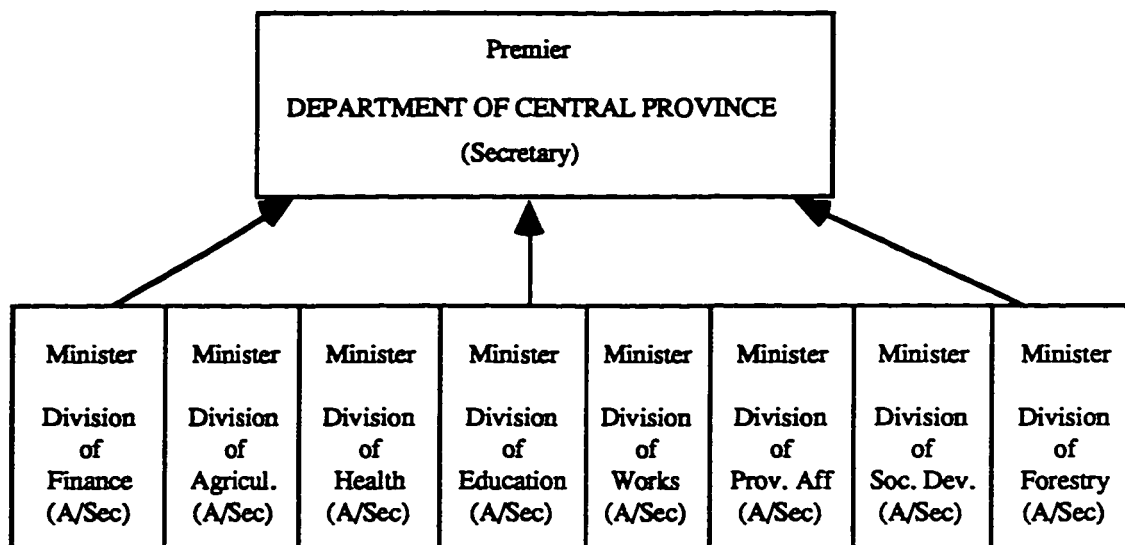 Premier
DEPARTMENT OF CENTRAL PROVINCE
(Secretary)
Minister
Division
of
Finance
(A/Sec)
Minister
Division
of
Agricul.
(A/Sec)
Minister
Division
of
Health
(A/Sec)
Minister
Division
of
Education
(A/Sec)
Minister
Division
of
Works
(A/Sec)
Minister
Division
of
Prov. Aff
(A/Sec)
Minister
Division
of
Soc. Dev.
(A/Sec)
Minister
Division
of
Forestry
(A/Sec)